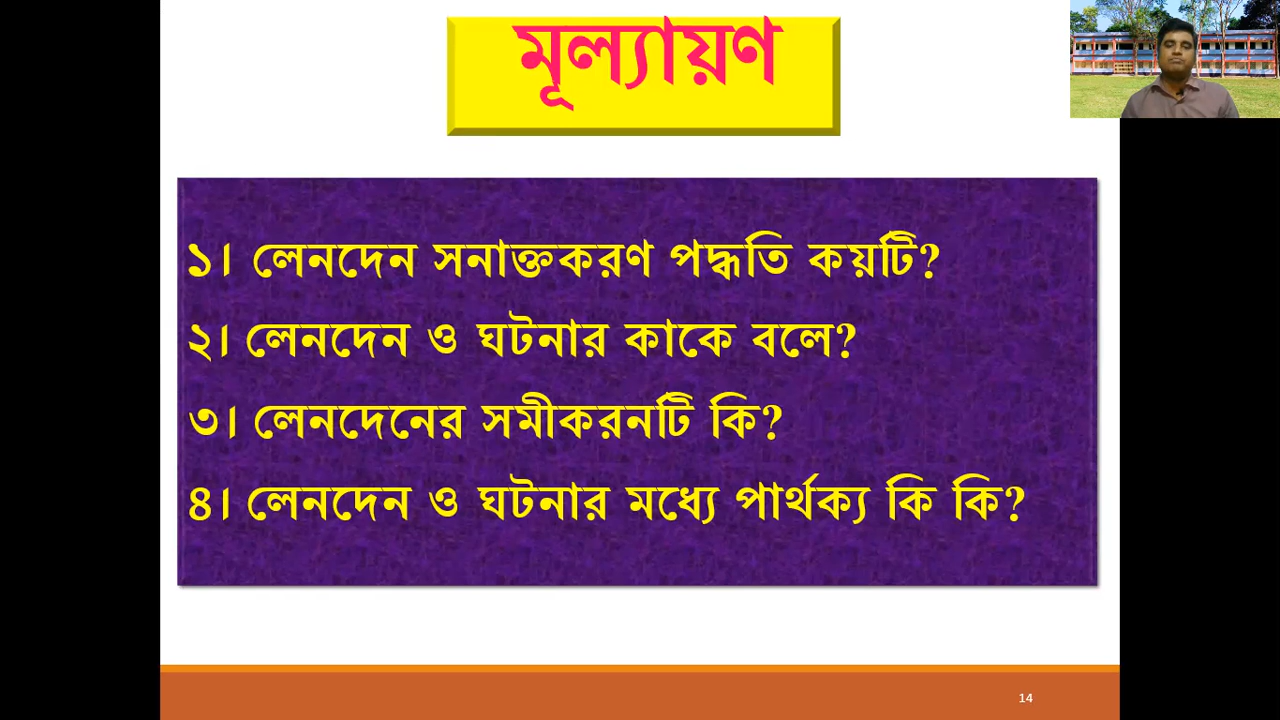 মূল্যায়ণ
১। লেনদেন সনাক্তকরণ পদ্ধতি কয়টি?
২। লেনদেন ও ঘটনার কাকে বলে?
৩। লেনদেনের সমীকরনটি কি?
৪। লেনদেন ও ঘটনার মধ্যে পার্থক্য কি কি?
14